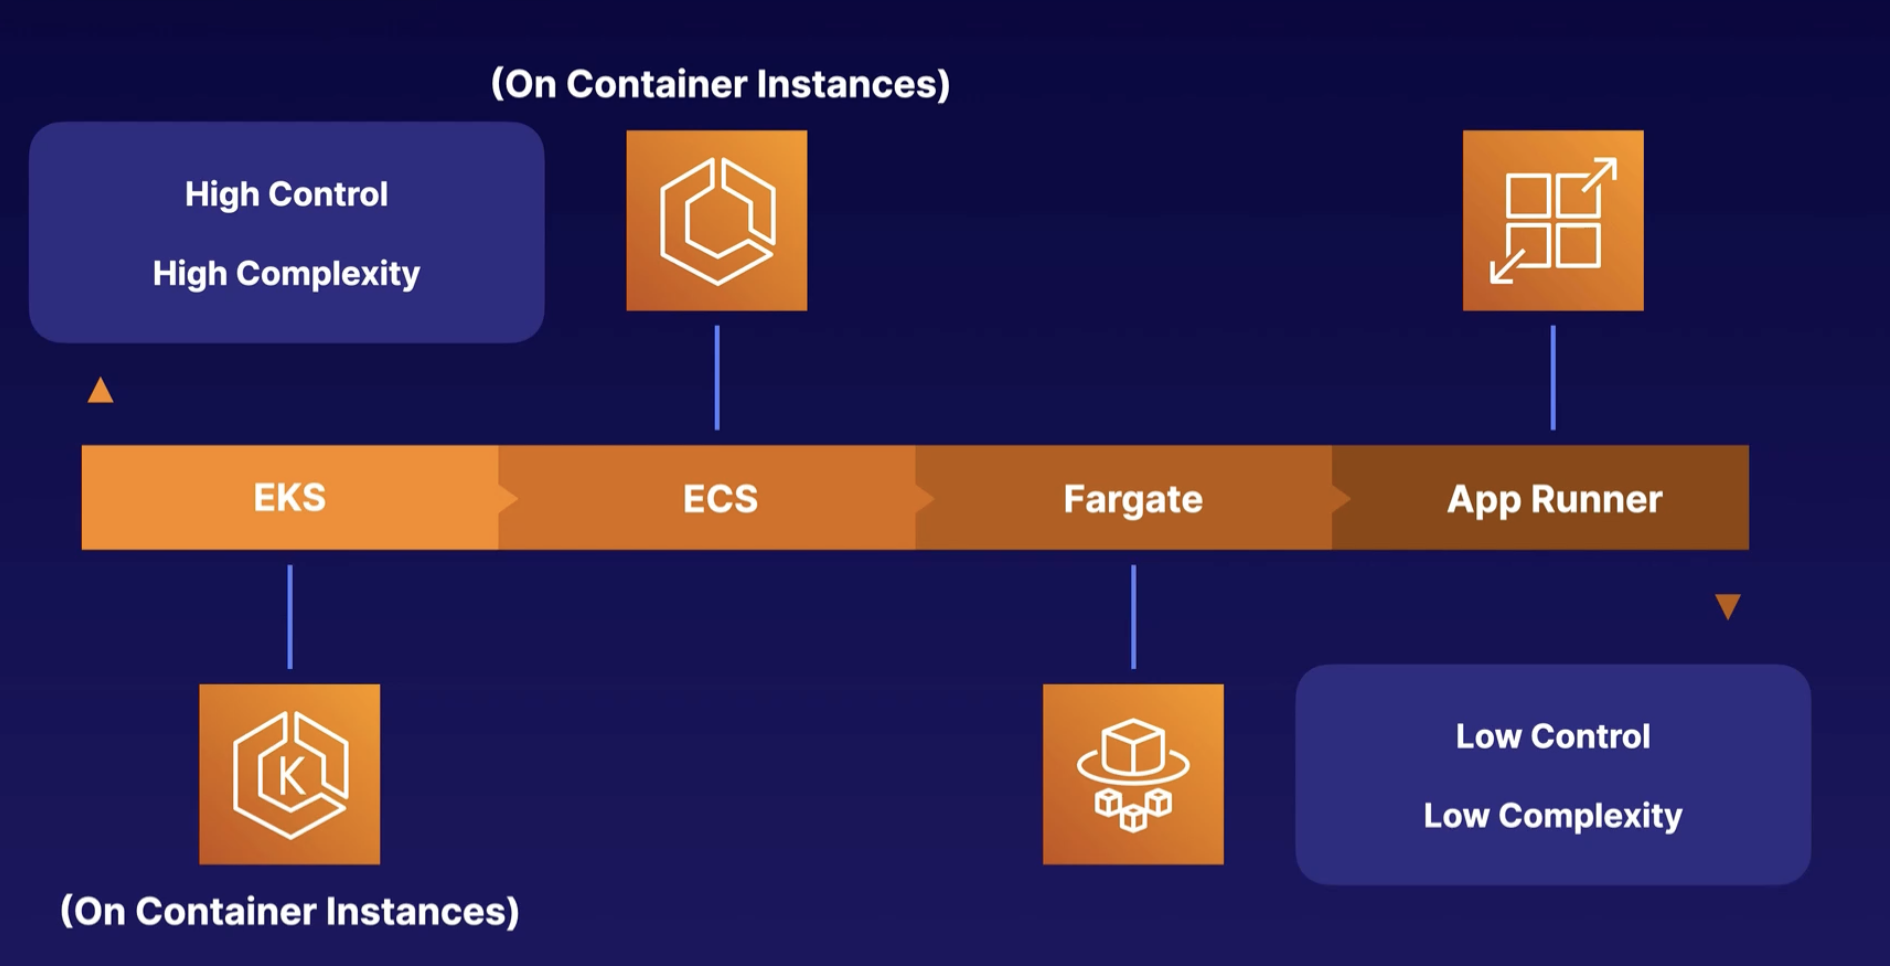 (On Container Instances)
High Control
High Complexity
EKS
ECS
Fargate
App Runner
K
Low Control
Low Complexity
(On Container Instances)